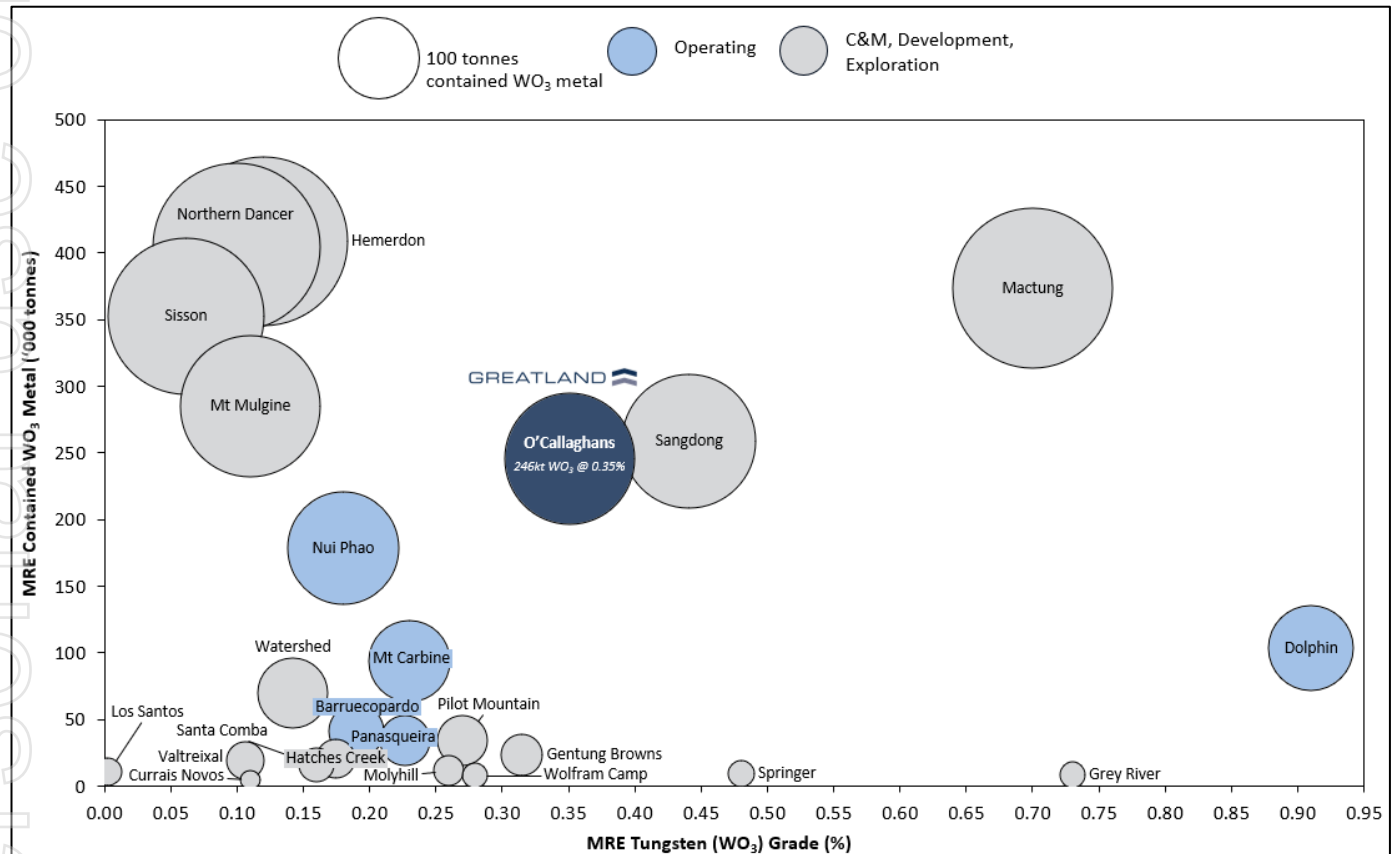 100 tonnes
contained WO₃ metal
Operating
C&M, Development,
Exploration
MRE Contained WO₃ Metal ('000 tonnes)
500
450
400
350
300
250
200
150
100
50
0
Northern Dancer
Hemerdon
Sisson
Mactung
Mt Mulgine
GREATLAND
O'Callaghans
246kt WO₃ @ 0.35%
Sangdong
Nui Phao
Watershed
Mt Carbine
Dolphin
Barruecopardo
Pilot Mountain
Los Santos
Santa Comba
Panasqueira
Valtreixal
Hatches Creek
Gentung Browns
Currais Novos
Molyhill
Wolfram Camp
Springer
Grey River
0.00 0.05 0.10 0.15 0.20 0.25 0.30 0.35 0.40 0.45 0.50 0.55 0.60 0.65 0.70 0.75 0.80 0.85 0.90 0.95
MRE Tungsten (WO₃) Grade (%)